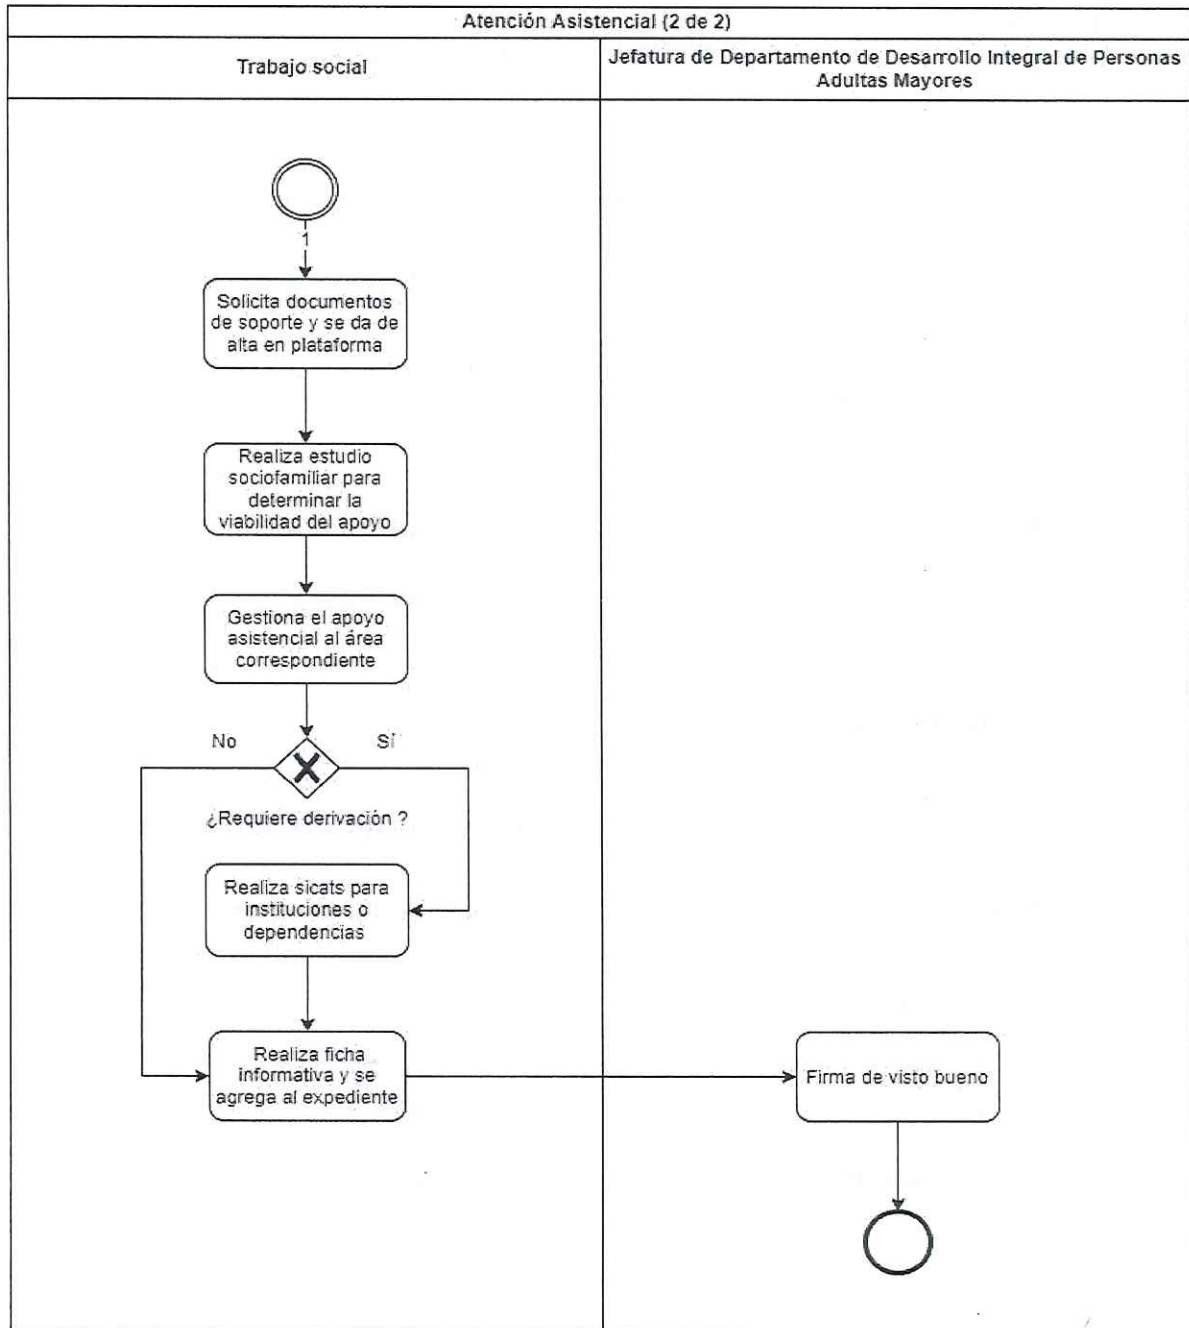 Atención Asistencial (2 de 2)
Trabajo social
Jefatura de Departamento de Desarrollo Integral de Personas
Adultas Mayores
1
Solicita documentos
de soporte y se da de
alta en plataforma
Realiza estudio
sociofamiliar para
determinar la
viabilidad del apoyo
Gestiona el apoyo
asistencial al área
correspondiente
No
Sí
¿Requiere derivación ?
Realiza sicats para
instituciones o
dependencias
Realiza ficha
informativa y se
agrega al expediente
Firma de visto bueno